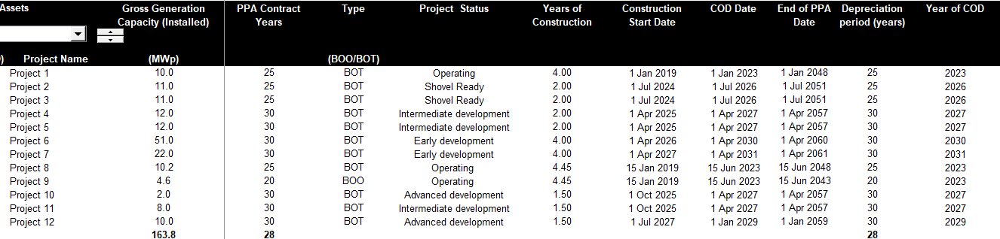 Assets Gross Generation PPA Contract Type Project Status Years of Construction COD Date End of PPA Depreciation Year of COD
Capacity (Installed) Years Construction Start Date Date period (years)
) Project Name (MWp) (BOO/BOT)
Project 1 10.0 25 BOT Operating 4.00 1 Jan 2019 1 Jan 2023 1 Jan 2048 25 2023
Project 2 11.0 25 BOT Shovel Ready 2.00 1 Jul 2024 1 Jul 2026 1 Jul 2051 25 2026
Project 3 11.0 25 BOT Shovel Ready 2.00 1 Jul 2024 1 Jul 2026 1 Jul 2051 25 2026
Project 4 12.0 30 BOT Intermediate development 2.00 1 Apr 2025 1 Apr 2027 1 Apr 2057 30 2027
Project 5 12.0 30 BOT Intermediate development 2.00 1 Apr 2025 1 Apr 2027 1 Apr 2057 30 2027
Project 6 51.0 30 BOT Early development 4.00 1 Apr 2026 1 Apr 2030 1 Apr 2060 30 2030
Project 7 22.0 30 BOT Early development 4.00 1 Apr 2027 1 Apr 2031 1 Apr 2061 30 2031
Project 8 10.2 25 BOT Operating 4.45 15 Jan 2019 15 Jun 2023 15 Jun 2048 25 2023
Project 9 4.6 20 BOO Operating 4.45 15 Jan 2019 15 Jun 2023 15 Jun 2043 20 2023
Project 10 2.0 30 BOT Advanced development 1.50 1 Oct 2025 1 Apr 2027 1 Apr 2057 30 2027
Project 11 8.0 30 BOT Intermediate development 1.50 1 Oct 2025 1 Apr 2027 1 Apr 2057 30 2027
Project 12 10.0 30 BOT Advanced development 1.50 1 Jul 2027 1 Jan 2029 1 Jan 2059 30 2029
163.8 28 28